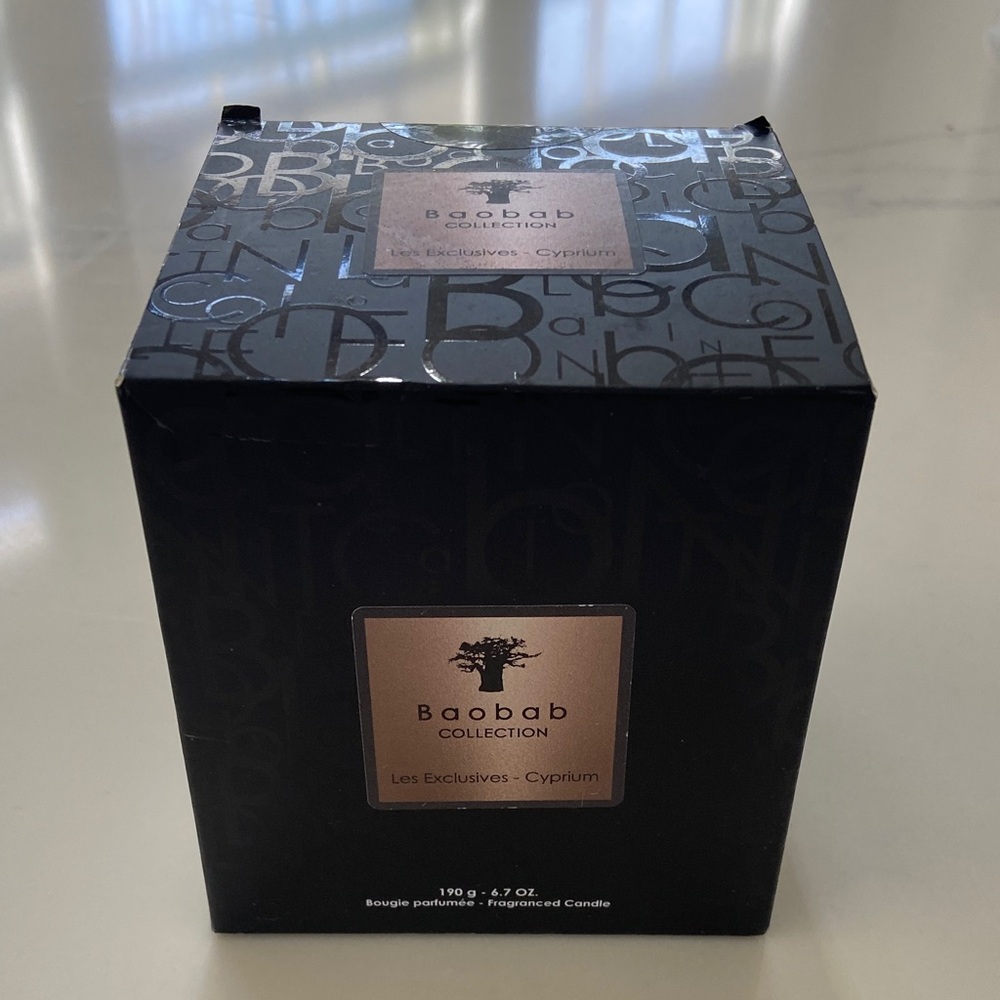 Baobab
COLLECTION
Les Exclusives - Cyprium
Baobab
COLLECTION
Les Exclusives - Cyprium
190 g - 6.7 OZ.
Bougie parfumée - Fragranced Candle